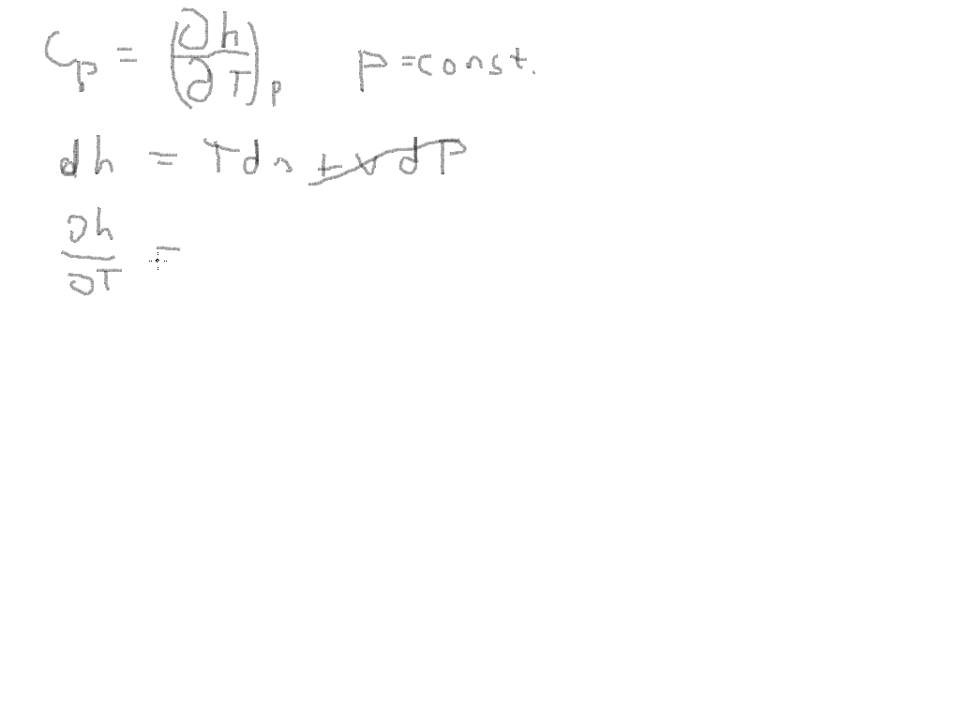 Cp = (∂h/∂T)p P=const.
dh = Tds + vdP
∂h/∂T =